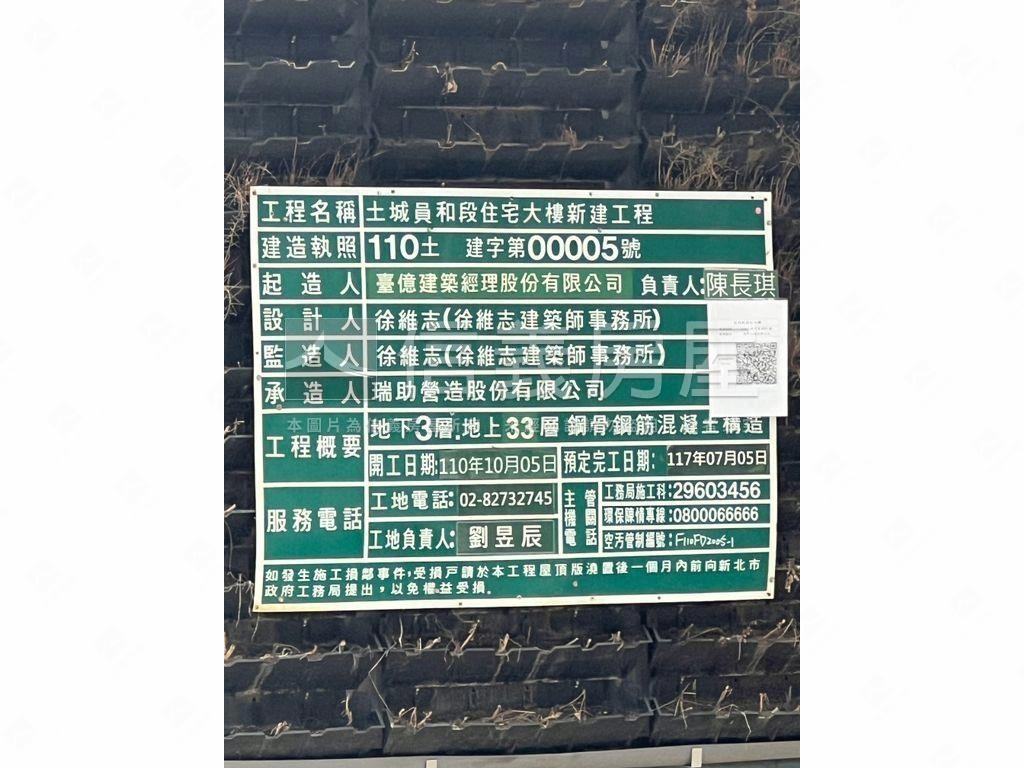 工程名稱 土城員和段住宅大樓新建工程
建造執照 110土 建字第00005號
起造人 臺億建築經理股份有限公司 負責人:陳長琪
設計人 徐維志(徐維志建築師事務所)
監造人 徐維志(徐維志建築師事務所)
信義房屋
承造人 瑞助營造股份有限公司
工程概要 地下3層.地上33層 鋼骨鋼筋混凝土構造
開工日期:110年10月05日 預定完工日期:117年07月05日
服務電話 工地電話:02-82732745
工地負責人:劉昱辰
主管機關電話 工務局施工科:29603456
環保陳情專線:0800066666
空汚管制編號:F110FD2005-1
如發生施工損鄰事件,受損戶請於本工程屋頂版澆置後一個月內前向新北市
政府工務局提出,以免權益受損.